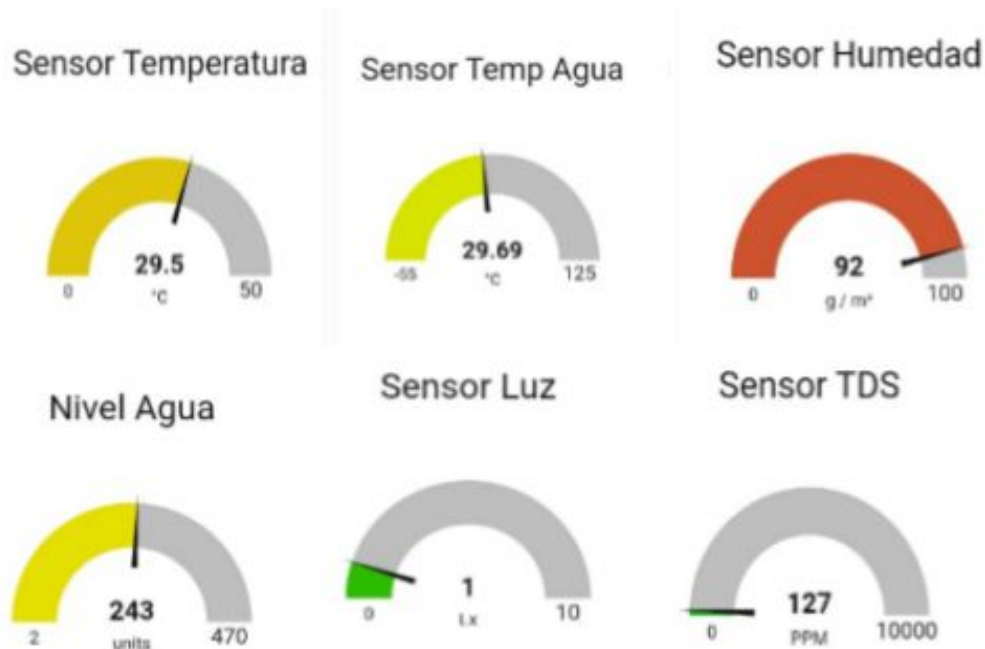 Sensor Temperatura
29.5
0
°C
50
Sensor Temp Agua
29.69
-55
°C
125
Sensor Humedad
92
0
g / m³
100
Nivel Agua
243
2
units
470
Sensor Luz
1
0
Lx
10
Sensor TDS
127
0
PPM
10000